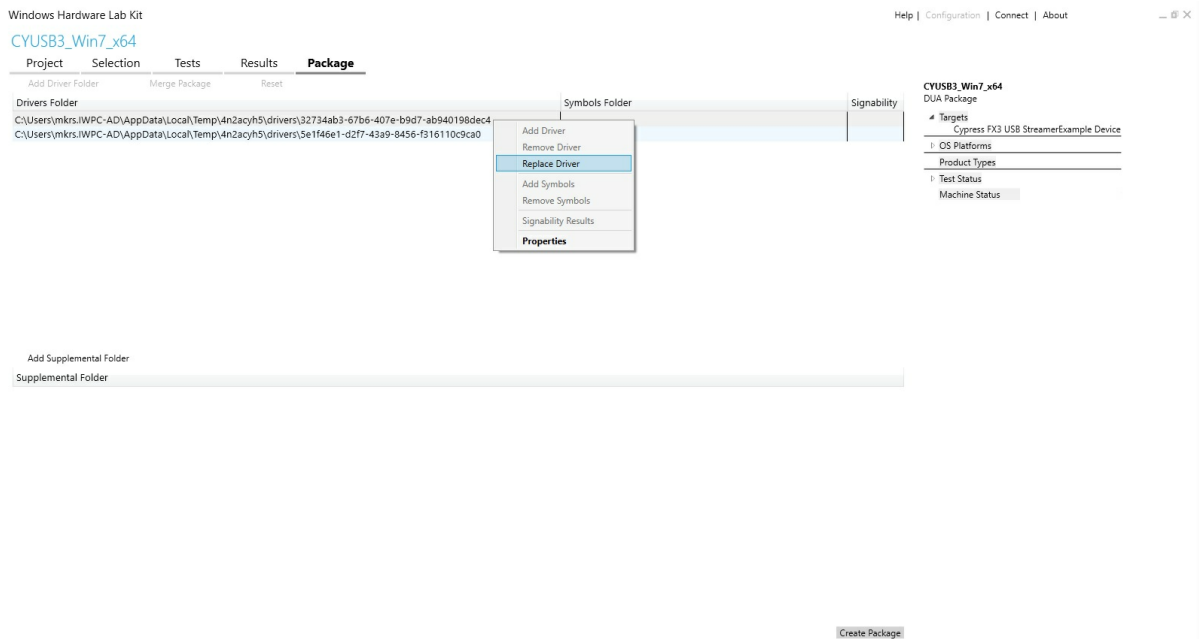 Windows Hardware Lab Kit
Help | Configuration | Connect | About
CYUSB3_Win7_x64
Project Selection Tests Results Package
Add Driver Folder Merge Package Reset
Drivers Folder Symbols Folder Signability
C:\Users\mkrs.IWPC-AD\AppData\Local\Temp\4n2acyh5\drivers\32734ab3-67b6-407e-b9d7-ab940198dec4
C:\Users\mkrs.IWPC-AD\AppData\Local\Temp\4n2acyh5\drivers\5e1f46e1-d2f7-43a9-8456-f316110c9ca0
Add Driver
Remove Driver
Replace Driver
Add Symbols
Remove Symbols
Signability Results
Properties
CYUSB3_Win7_x64
DUA Package
Targets
Cypress FX3 USB StreamerExample Device
OS Platforms
Product Types
Test Status
Machine Status
Add Supplemental Folder
Supplemental Folder
Create Package